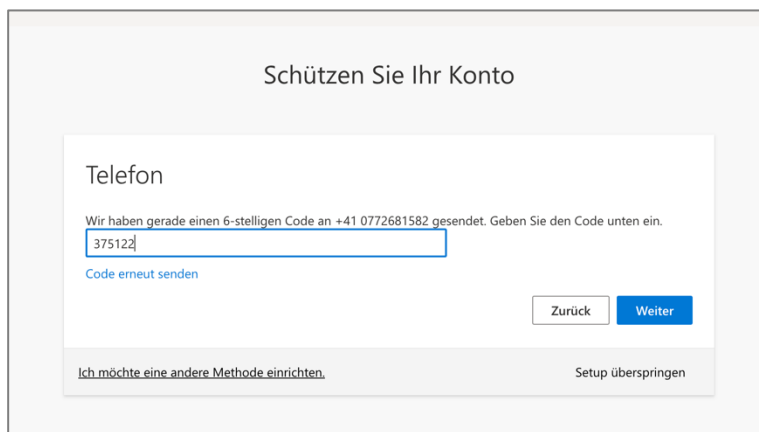 Schützen Sie Ihr Konto
Telefon
Wir haben gerade einen 6-stelligen Code an +41 0772681582 gesendet. Geben Sie den Code unten ein.
375122
Code erneut senden
Zurück
Weiter
Ich möchte eine andere Methode einrichten.
Setup überspringen